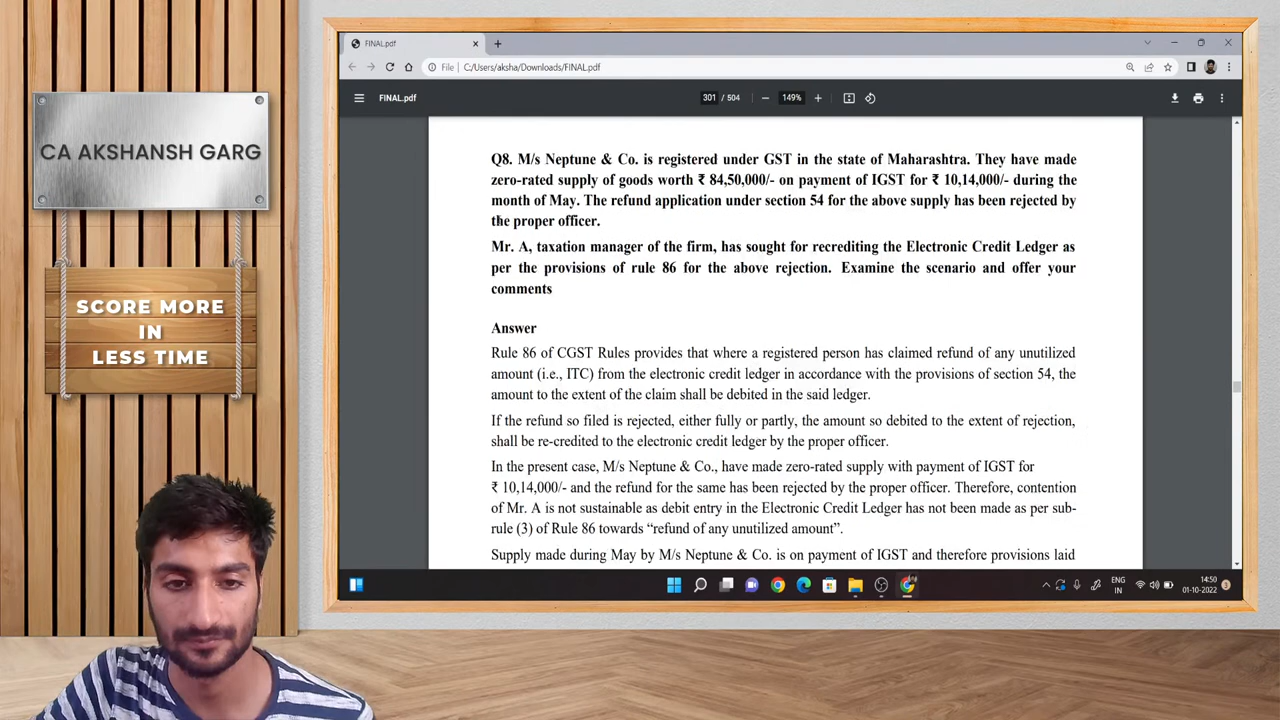 CA AKSHANSH GARG
SCORE MORE
IN
LESS TIME
FINAL.pdf
File C:/Users/aksha/Downloads/FINAL.pdf
FINAL.pdf
301 / 504
149%
Q8. M/s Neptune & Co. is registered under GST in the state of Maharashtra. They have made
zero-rated supply of goods worth ₹ 84,50,000/- on payment of IGST for ₹ 10,14,000/- during the
month of May. The refund application under section 54 for the above supply has been rejected by
the proper officer.
Mr. A, taxation manager of the firm, has sought for recrediting the Electronic Credit Ledger as
per the provisions of rule 86 for the above rejection. Examine the scenario and offer your
comments
Answer
Rule 86 of CGST Rules provides that where a registered person has claimed refund of any unutilized
amount (i.e., ITC) from the electronic credit ledger in accordance with the provisions of section 54, the
amount to the extent of the claim shall be debited in the said ledger.
If the refund so filed is rejected, either fully or partly, the amount so debited to the extent of rejection,
shall be re-credited to the electronic credit ledger by the proper officer.
In the present case, M/s Neptune & Co., have made zero-rated supply with payment of IGST for
₹ 10,14,000/- and the refund for the same has been rejected by the proper officer. Therefore, contention
of Mr. A is not sustainable as debit entry in the Electronic Credit Ledger has not been made as per sub-
rule (3) of Rule 86 towards “refund of any unutilized amount”.
Supply made during May by M/s Neptune & Co. is on payment of IGST and therefore provisions laid
ENG
IN
14:50
01-10-2022